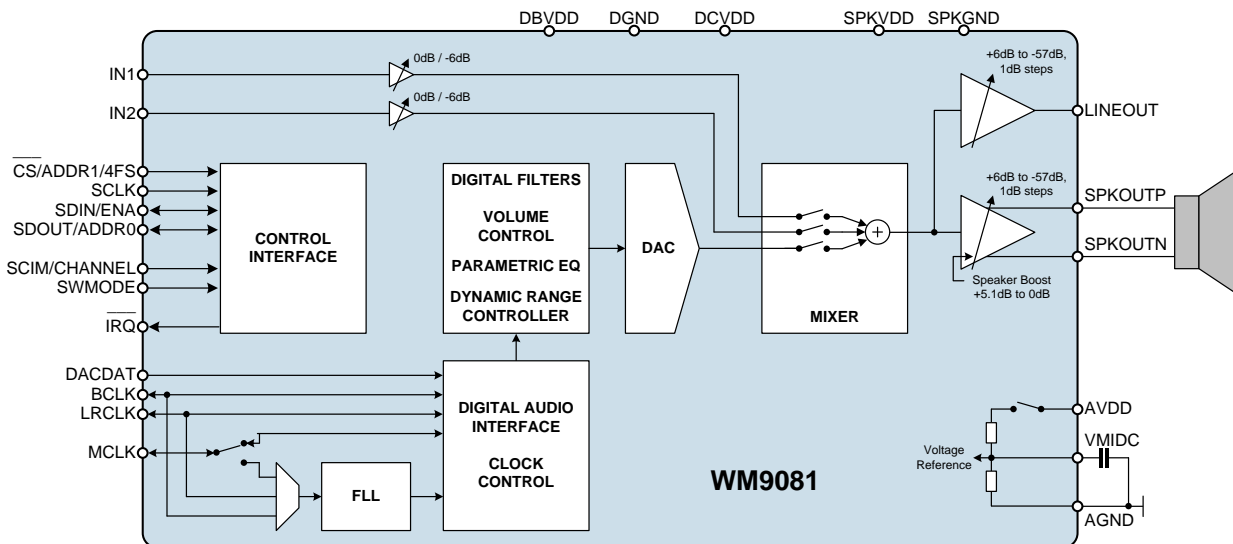 DBVDD
DGND
DCVDD
SPKVDD
SPKGND
IN1
0dB / -6dB
IN2
0dB / -6dB
+6dB to -57dB,
1dB steps
LINEOUT
CS/ADDR1/4FS
SCLK
SDIN/ENA
SDOUT/ADDR0
SCIM/CHANNEL
SWMODE
IRQ
CONTROL
INTERFACE
DIGITAL FILTERS
VOLUME
CONTROL
PARAMETRIC EQ
DYNAMIC RANGE
CONTROLLER
DAC
MIXER
+6dB to -57dB,
1dB steps
SPKOUTP
SPKOUTN
Speaker Boost
+5.1dB to 0dB
DACDAT
BCLK
LRCLK
MCLK
FLL
DIGITAL AUDIO
INTERFACE
CLOCK
CONTROL
WM9081
Voltage
Reference
AVDD
VMIDC
AGND